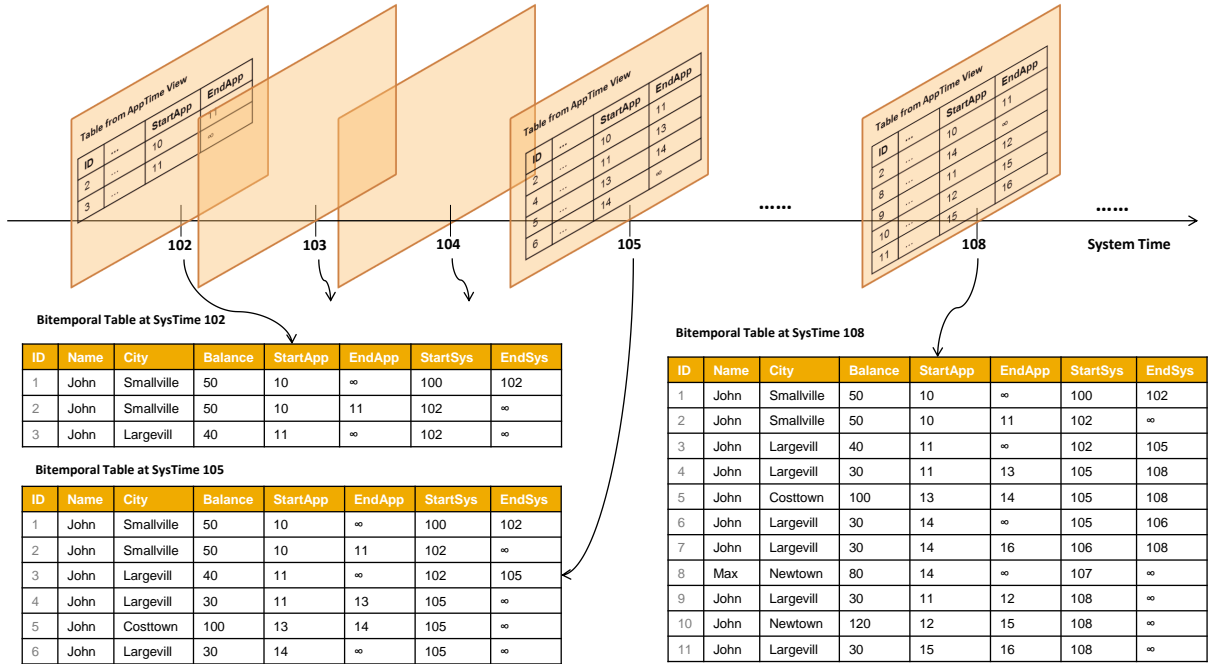 Table from AppTime View
ID ... StartApp EndApp
2 ... 10 11
3 ... 11 ∞
Table from AppTime View
ID ... StartApp EndApp
2 ... 10 11
4 ... 11 13
5 ... 13 14
6 ... 14 ∞
Table from AppTime View
ID ... StartApp EndApp
2 ... 10 11
8 ... 14 ∞
9 ... 11 12
10 ... 12 15
11 ... 15 16
...... ......
102 103 104 105 108 System Time
Bitemporal Table at SysTime 102
ID Name City Balance StartApp EndApp StartSys EndSys
1 John Smallville 50 10 ∞ 100 102
2 John Smallville 50 10 11 102 ∞
3 John Largevill 40 11 ∞ 102 ∞
Bitemporal Table at SysTime 105
ID Name City Balance StartApp EndApp StartSys EndSys
1 John Smallville 50 10 ∞ 100 102
2 John Smallville 50 10 11 102 ∞
3 John Largevill 40 11 ∞ 102 105
4 John Largevill 30 11 13 105 ∞
5 John Costtown 100 13 14 105 ∞
6 John Largevill 30 14 ∞ 105 ∞
Bitemporal Table at SysTime 108
ID Name City Balance StartApp EndApp StartSys EndSys
1 John Smallville 50 10 ∞ 100 102
2 John Smallville 50 10 11 102 ∞
3 John Largevill 40 11 ∞ 102 105
4 John Largevill 30 11 13 105 108
5 John Costtown 100 13 14 105 108
6 John Largevill 30 14 ∞ 105 106
7 John Largevill 30 14 16 106 108
8 Max Newtown 80 14 ∞ 107 ∞
9 John Largevill 30 11 12 108 ∞
10 John Newtown 120 12 15 108 ∞
11 John Largevill 30 15 16 108 ∞